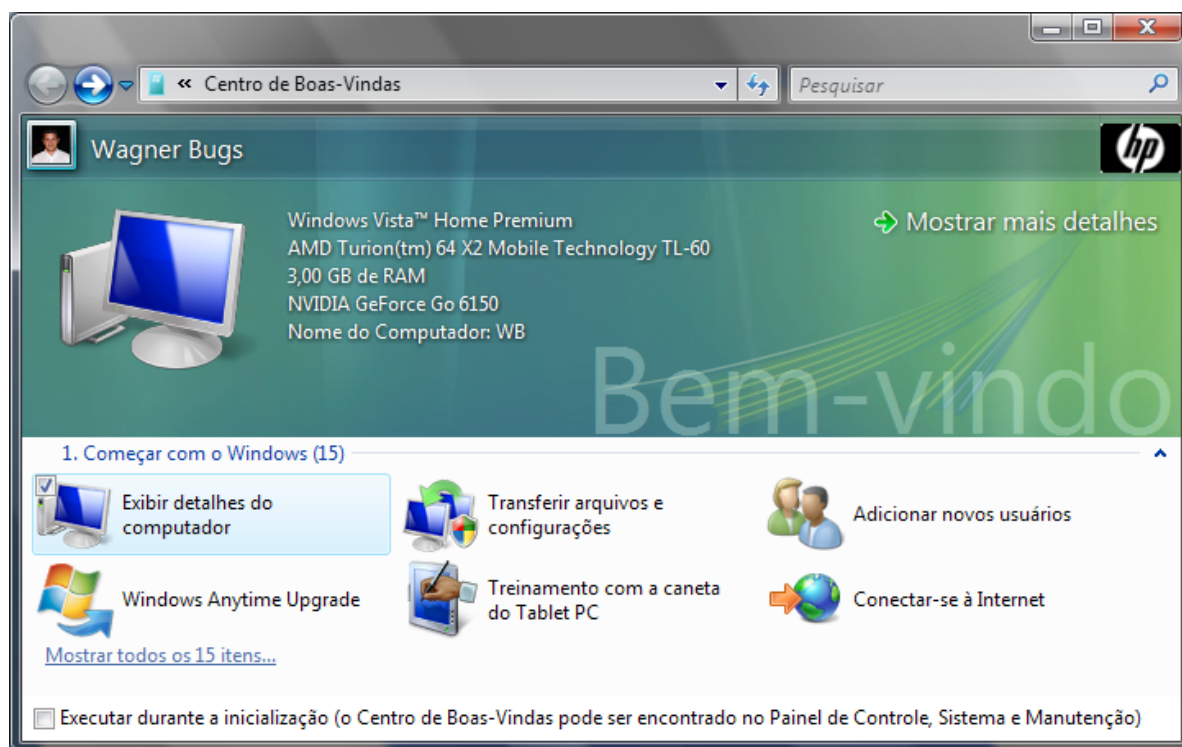 « Centro de Boas-Vindas
Pesquisar
Wagner Bugs
hp
Windows Vista™ Home Premium
AMD Turion(tm) 64 X2 Mobile Technology TL-60
3,00 GB de RAM
NVIDIA GeForce Go 6150
Nome do Computador: WB
Mostrar mais detalhes
Bem-vindo
1. Começar com o Windows (15)
Exibir detalhes do
computador
Transferir arquivos e
configurações
Adicionar novos usuários
Windows Anytime Upgrade
Treinamento com a caneta
do Tablet PC
Conectar-se à Internet
Mostrar todos os 15 itens...
Executar durante a inicialização (o Centro de Boas-Vindas pode ser encontrado no Painel de Controle, Sistema e Manutenção)